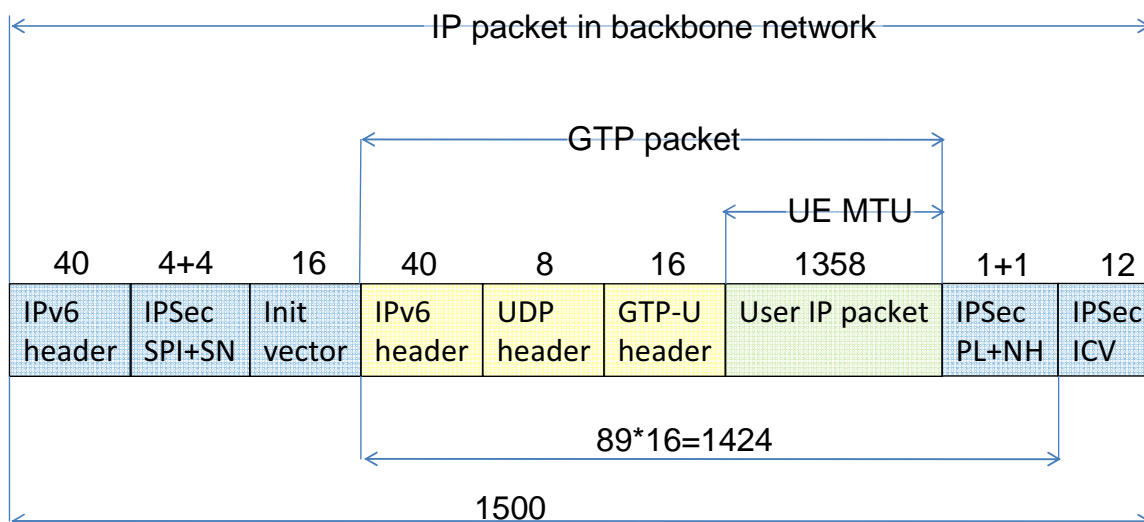 IP packet in backbone network
GTP packet
UE MTU
40 4+4 16 40 8 16 1358 1+1 12
IPv6 IPSec Init IPv6 UDP GTP-U User IP packet IPSec IPSec
header SPI+SN vector header header header PL+NH ICV
89*16=1424
1500